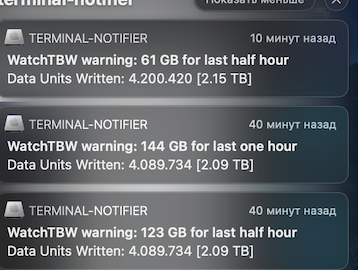 terminal-notifier
Показать меньше
TERMINAL-NOTIFIER
10 минут назад
WatchTBW warning: 61 GB for last half hour
Data Units Written: 4.200.420 [2.15 TB]
TERMINAL-NOTIFIER
40 минут назад
WatchTBW warning: 144 GB for last one hour
Data Units Written: 4.089.734 [2.09 TB]
TERMINAL-NOTIFIER
40 минут назад
WatchTBW warning: 123 GB for last half hour
Data Units Written: 4.089.734 [2.09 TB]